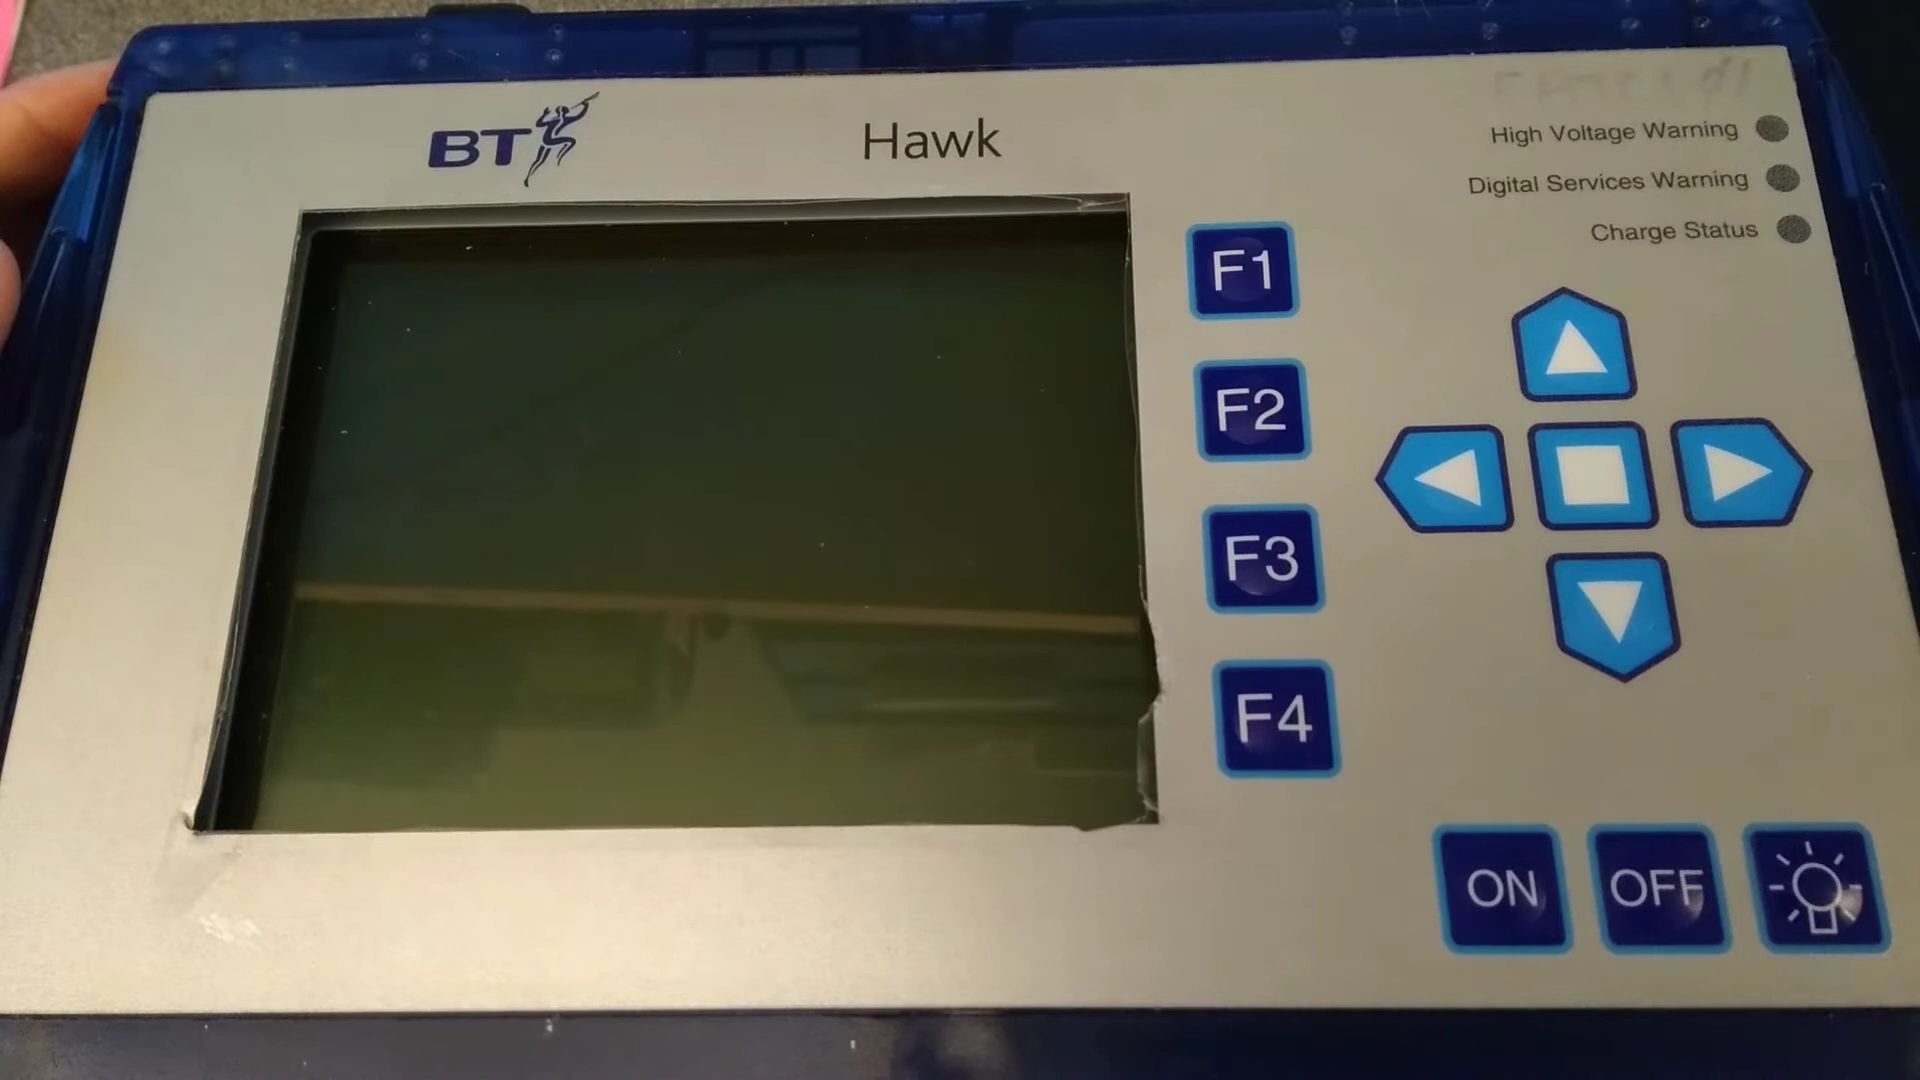 BT
Hawk
High Voltage Warning
Digital Services Warning
Charge Status
F1
F2
F3
F4
ON
OFF